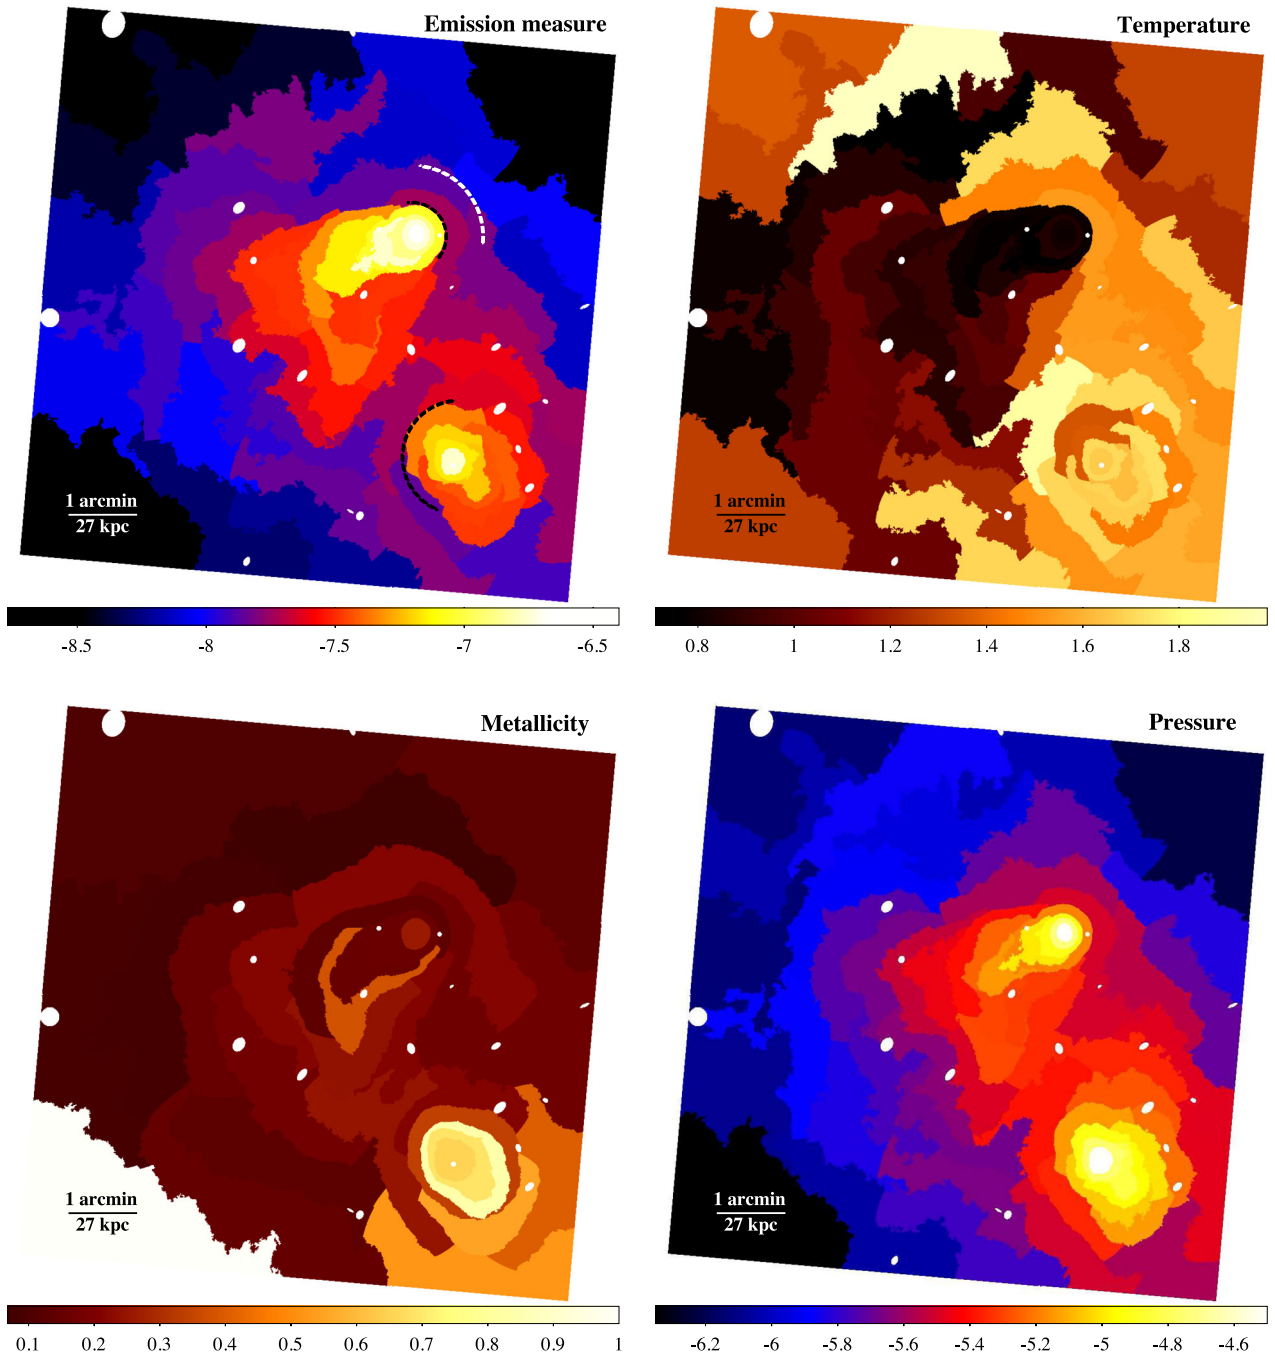 Emission measure
1 arcmin
27 kpc
-8.5 -8 -7.5 -7 -6.5
Temperature
1 arcmin
27 kpc
0.8 1 1.2 1.4 1.6 1.8
Metallicity
1 arcmin
27 kpc
0.1 0.2 0.3 0.4 0.5 0.6 0.7 0.8 0.9 1
Pressure
1 arcmin
27 kpc
-6.2 -6 -5.8 -5.6 -5.4 -5.2 -5 -4.8 -4.6